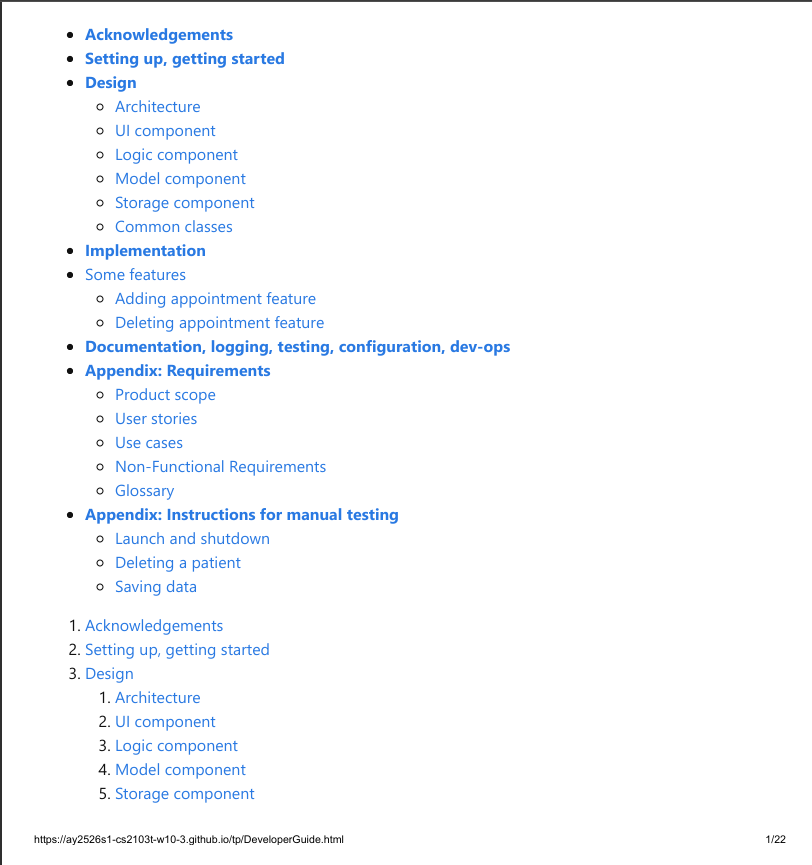 Acknowledgements
Setting up, getting started
Design
Architecture
UI component
Logic component
Model component
Storage component
Common classes
Implementation
Some features
Adding appointment feature
Deleting appointment feature
Documentation, logging, testing, configuration, dev-ops
Appendix: Requirements
Product scope
User stories
Use cases
Non-Functional Requirements
Glossary
Appendix: Instructions for manual testing
Launch and shutdown
Deleting a patient
Saving data
1. Acknowledgements
2. Setting up, getting started
3. Design
1. Architecture
2. UI component
3. Logic component
4. Model component
5. Storage component
https://ay2526s1-cs2103t-w10-3.github.io/tp/DeveloperGuide.html 1/22